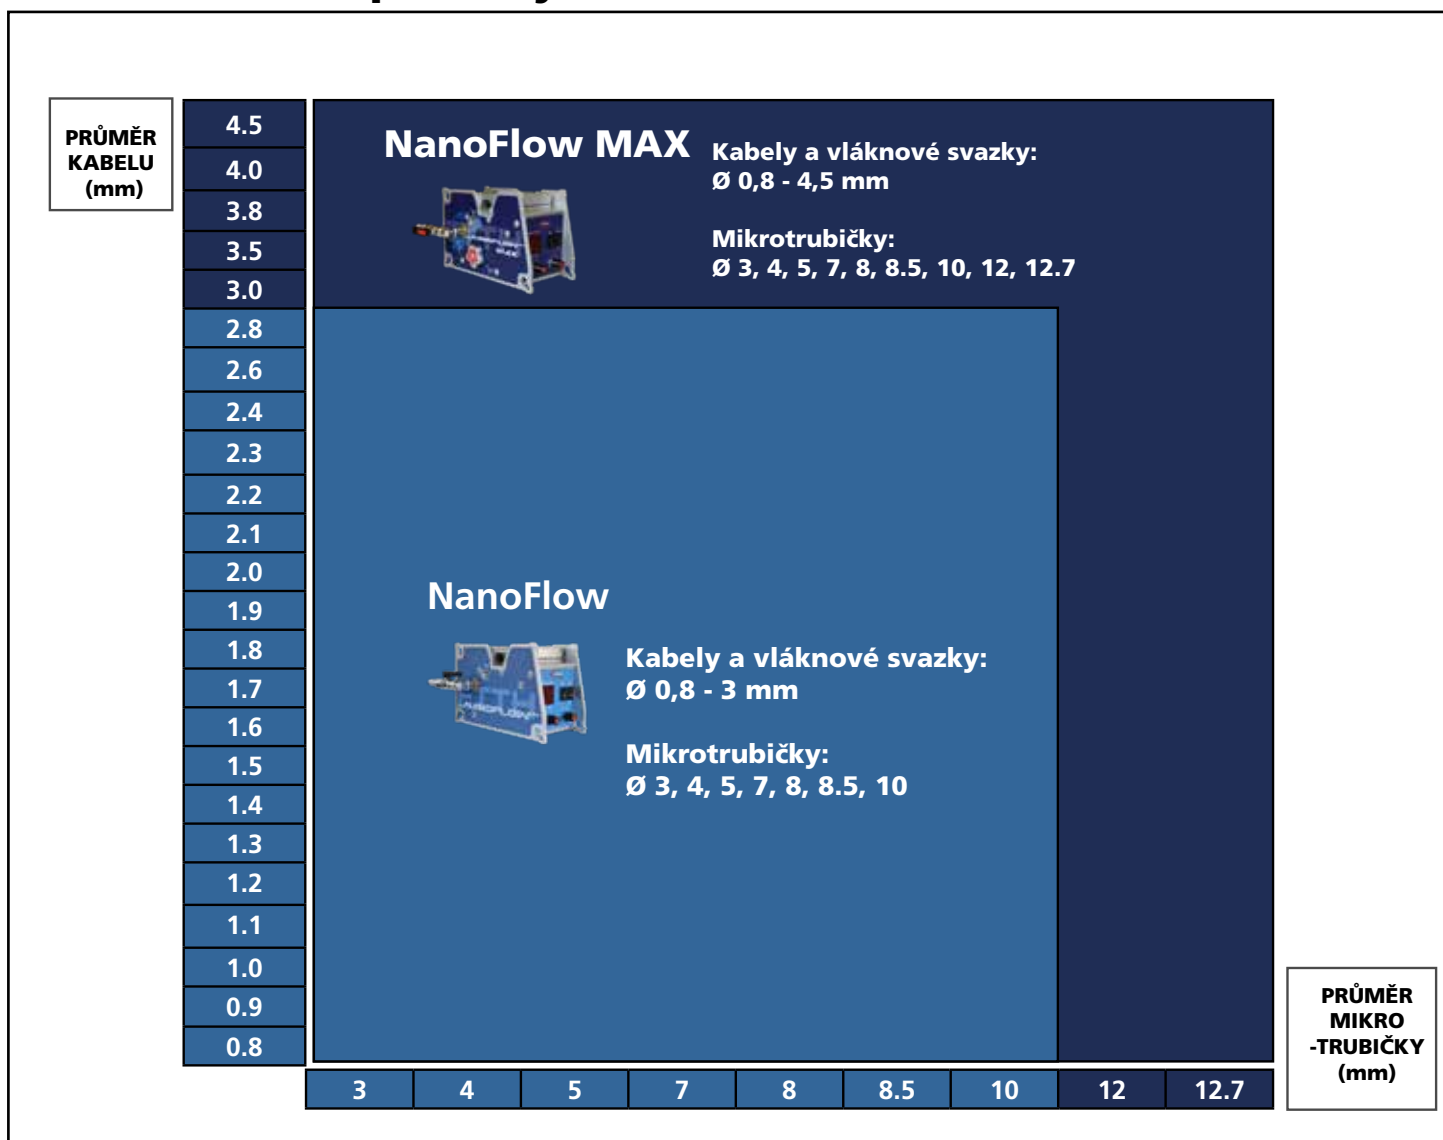 PRŮMĚR
KABELU
(mm)
4.5
4.0
3.8
3.5
3.0
2.8
2.6
2.4
2.3
2.2
2.1
2.0
1.9
1.8
1.7
1.6
1.5
1.4
1.3
1.2
1.1
1.0
0.9
0.8
NanoFlow MAX
Kabely a vláknové svazky:
Ø 0,8 - 4,5 mm
Mikrotrubičky:
Ø 3, 4, 5, 7, 8, 8.5, 10, 12, 12.7
NanoFlow
Kabely a vláknové svazky:
Ø 0,8 - 3 mm
Mikrotrubičky:
Ø 3, 4, 5, 7, 8, 8.5, 10
3 4 5 7 8 8.5 10 12 12.7
PRŮMĚR
MIKRO
-TRUBIČKY
(mm)